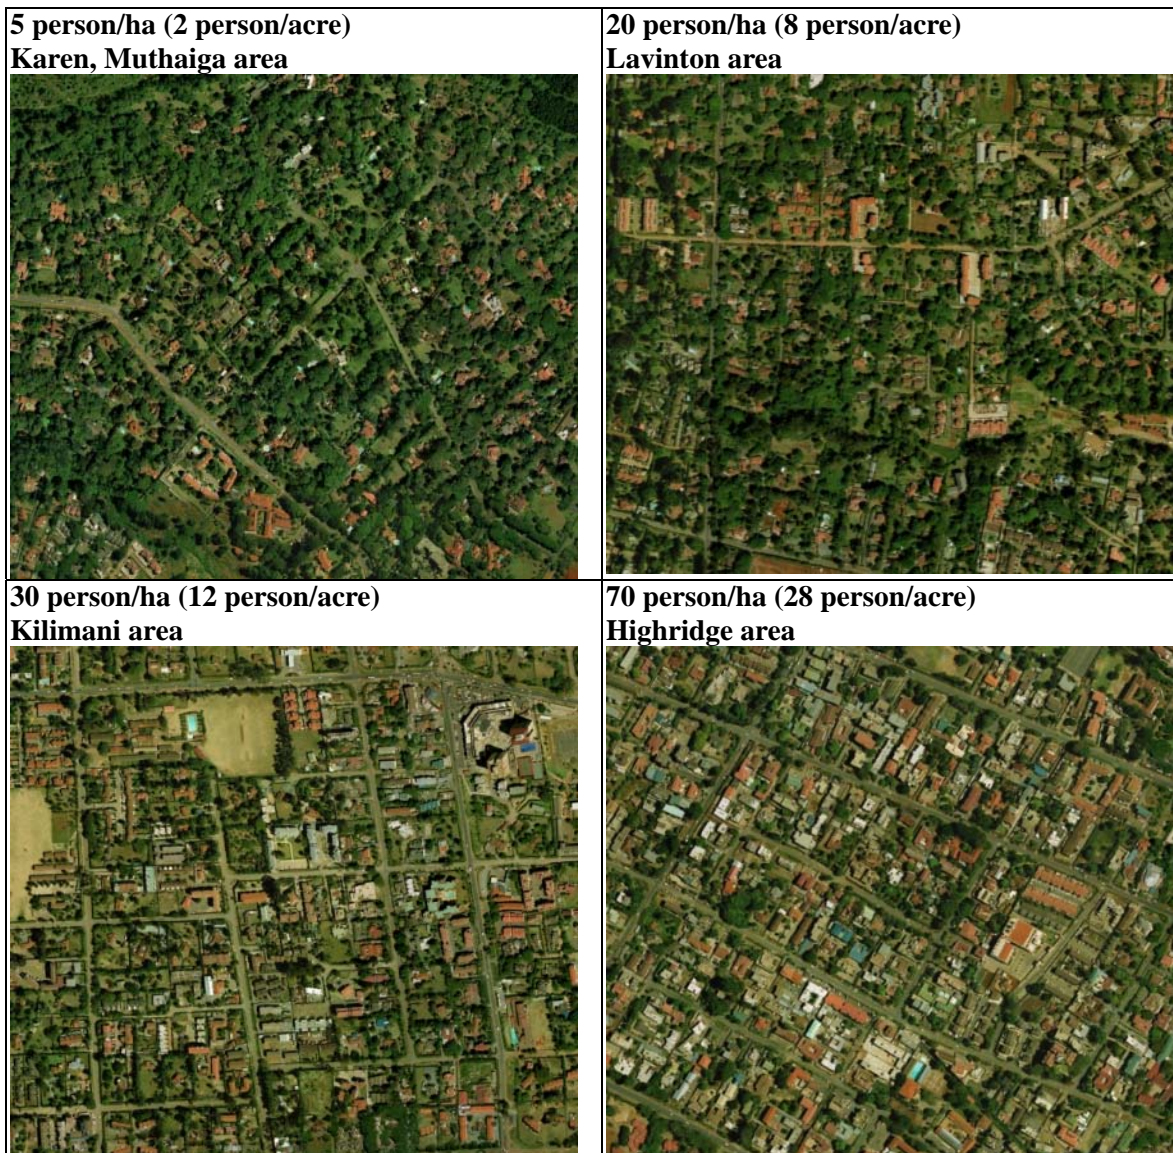 5 person/ha (2 person/acre)
Karen, Muthaiga area
20 person/ha (8 person/acre)
Lavinton area
30 person/ha (12 person/acre)
Kilimani area
70 person/ha (28 person/acre)
Highridge area